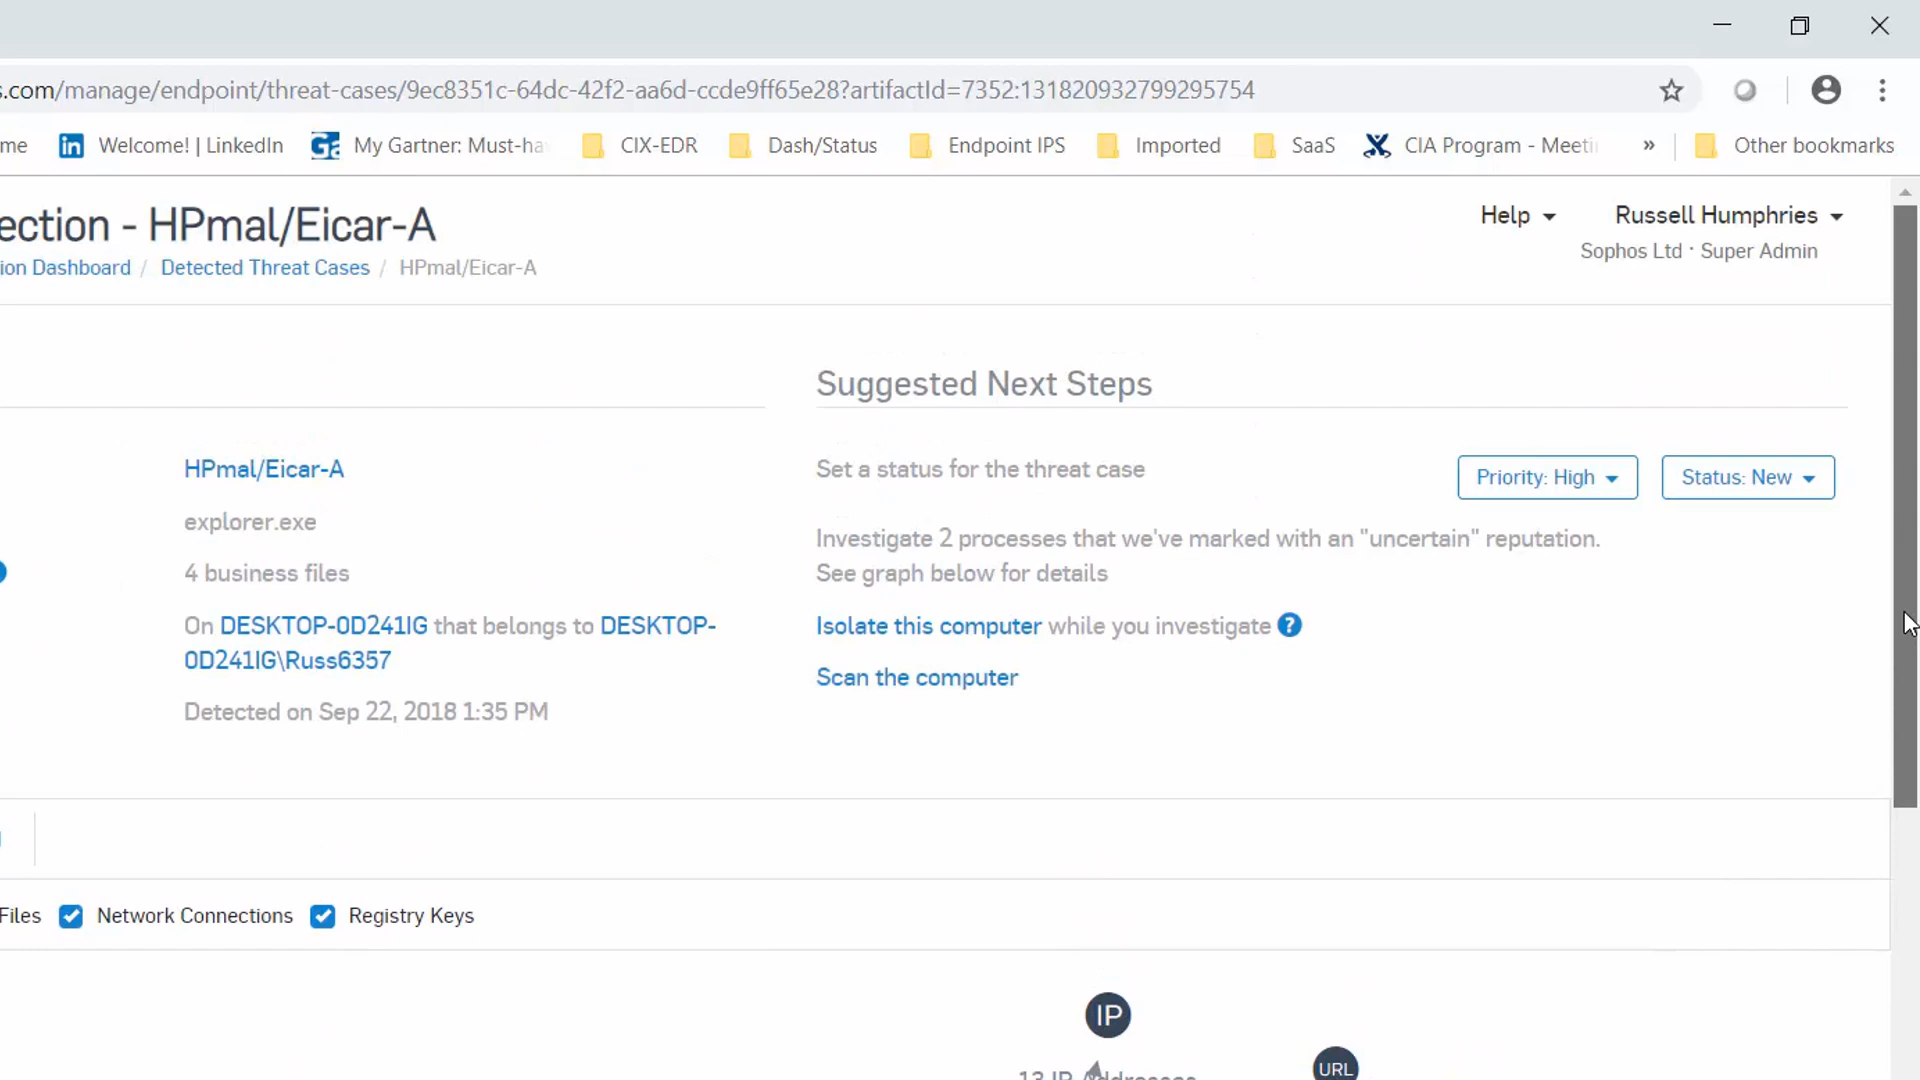 s.com/manage/endpoint/threat-cases/9ec8351c-64dc-42f2-aa6d-ccde9ff65e28?artifactId=7352:131820932799295754
me Welcome! | LinkedIn My Gartner: Must-ha CIX-EDR Dash/Status Endpoint IPS Imported SaaS CIA Program - Meeti » Other bookmarks
ection - HPmal/Eicar-A
Help Russell Humphries
Sophos Ltd · Super Admin
ion Dashboard / Detected Threat Cases / HPmal/Eicar-A
HPmal/Eicar-A
explorer.exe
4 business files
On DESKTOP-0D241IG that belongs to DESKTOP-
0D241IG\Russ6357
Detected on Sep 22, 2018 1:35 PM
Suggested Next Steps
Set a status for the threat case Priority: High Status: New
Investigate 2 processes that we've marked with an "uncertain" reputation.
See graph below for details
Isolate this computer while you investigate ?
Scan the computer
Files Network Connections Registry Keys
IP
13 IP Addresses
URL